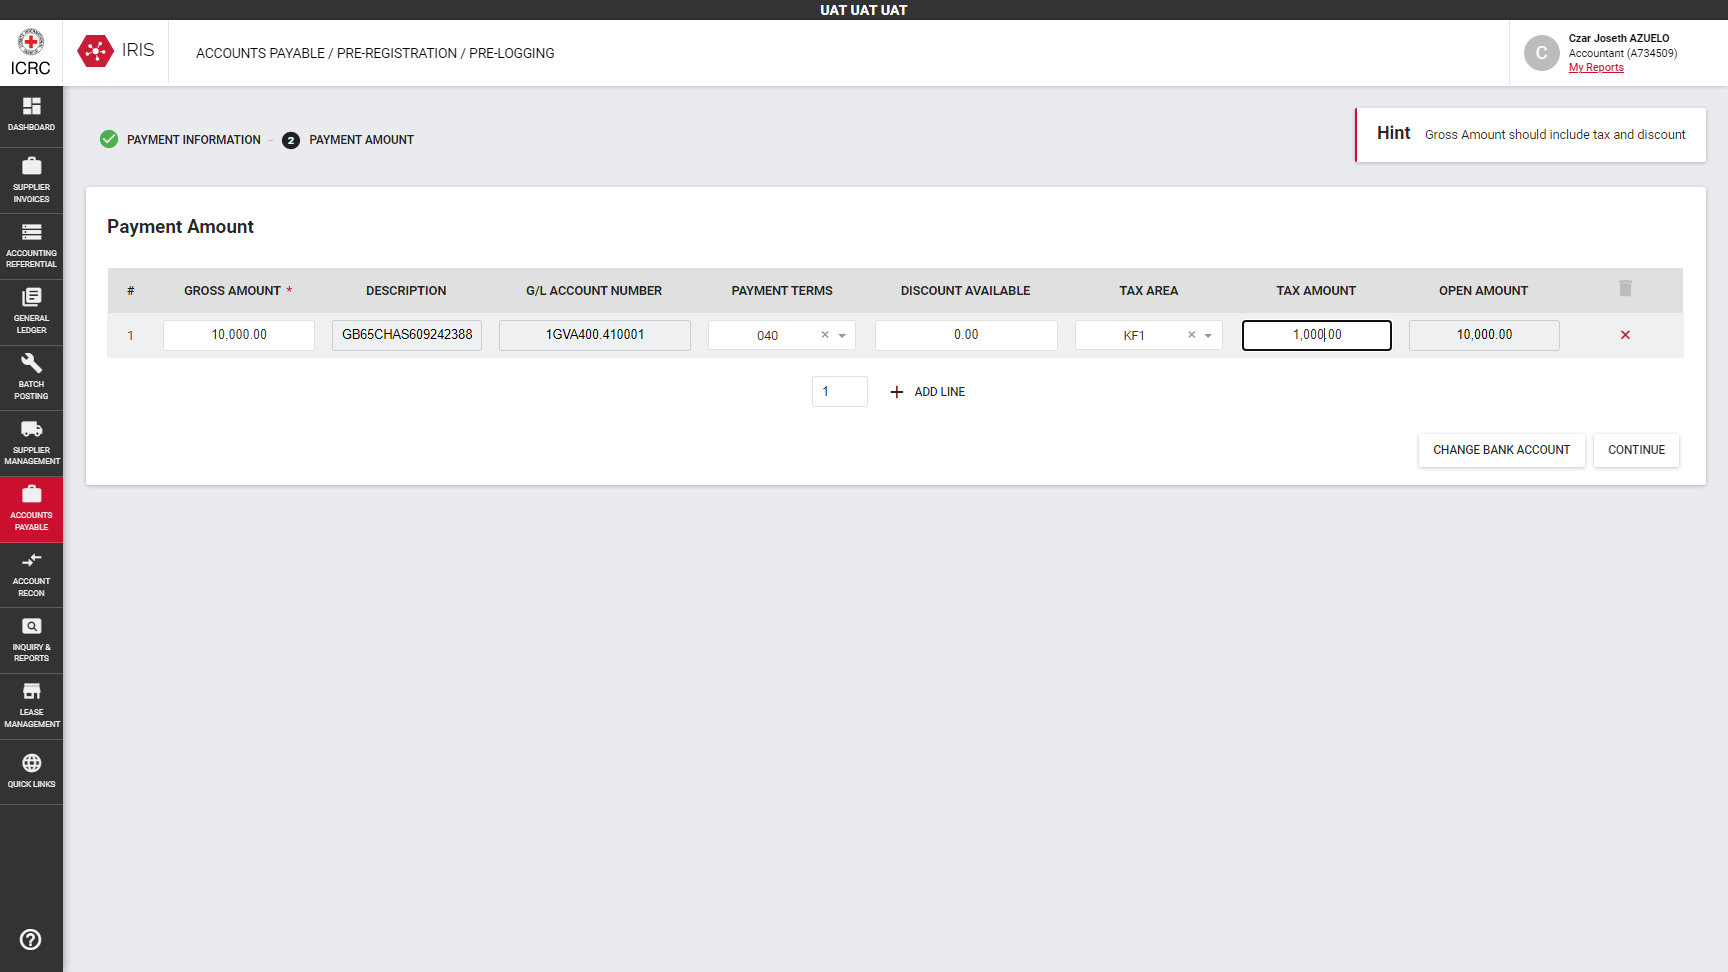 UAT UAT UAT
ICRC
IRIS
ACCOUNTS PAYABLE / PRE-REGISTRATION / PRE-LOGGING
C
Czar Joseth AZUELO
Accountant (A734509)
My Reports
DASHBOARD
SUPPLIER
INVOICES
ACCOUNTING
REFERENTIAL
GENERAL
LEDGER
BATCH
POSTING
SUPPLIER
MANAGEMENT
ACCOUNTS
PAYABLE
ACCOUNT
RECON
INQUIRY &
REPORTS
LEASE
MANAGEMENT
QUICK LINKS
PAYMENT INFORMATION – 2 PAYMENT AMOUNT
Hint Gross Amount should include tax and discount
Payment Amount
# GROSS AMOUNT * DESCRIPTION G/L ACCOUNT NUMBER PAYMENT TERMS DISCOUNT AVAILABLE TAX AREA TAX AMOUNT OPEN AMOUNT
1 10,000.00 GB65CHAS609242388 1GVA400.410001 040 × 0.00 KF1 × 1,000.00 10,000.00
1 + ADD LINE
CHANGE BANK ACCOUNT CONTINUE